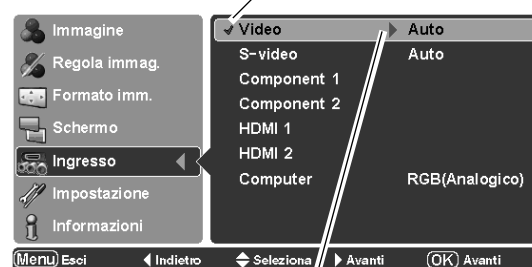 Immagine
Regola immag.
Formato imm.
Schermo
Ingresso
Impostazione
Informazioni
Video Auto
S-video Auto
Component 1
Component 2
HDMI 1
HDMI 2
Computer RGB(Analogico)
Menu Esci Indietro Seleziona Avanti OK Avanti